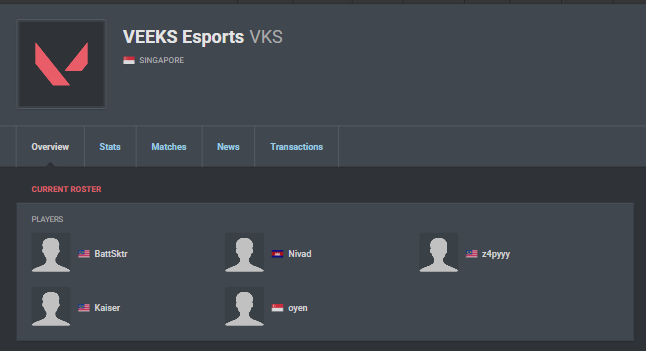 VEEKS Esports VKS
SINGAPORE
Overview Stats Matches News Transactions
CURRENT ROSTER
PLAYERS
BattSktr Nivad z4pyyy
Kaiser oyen